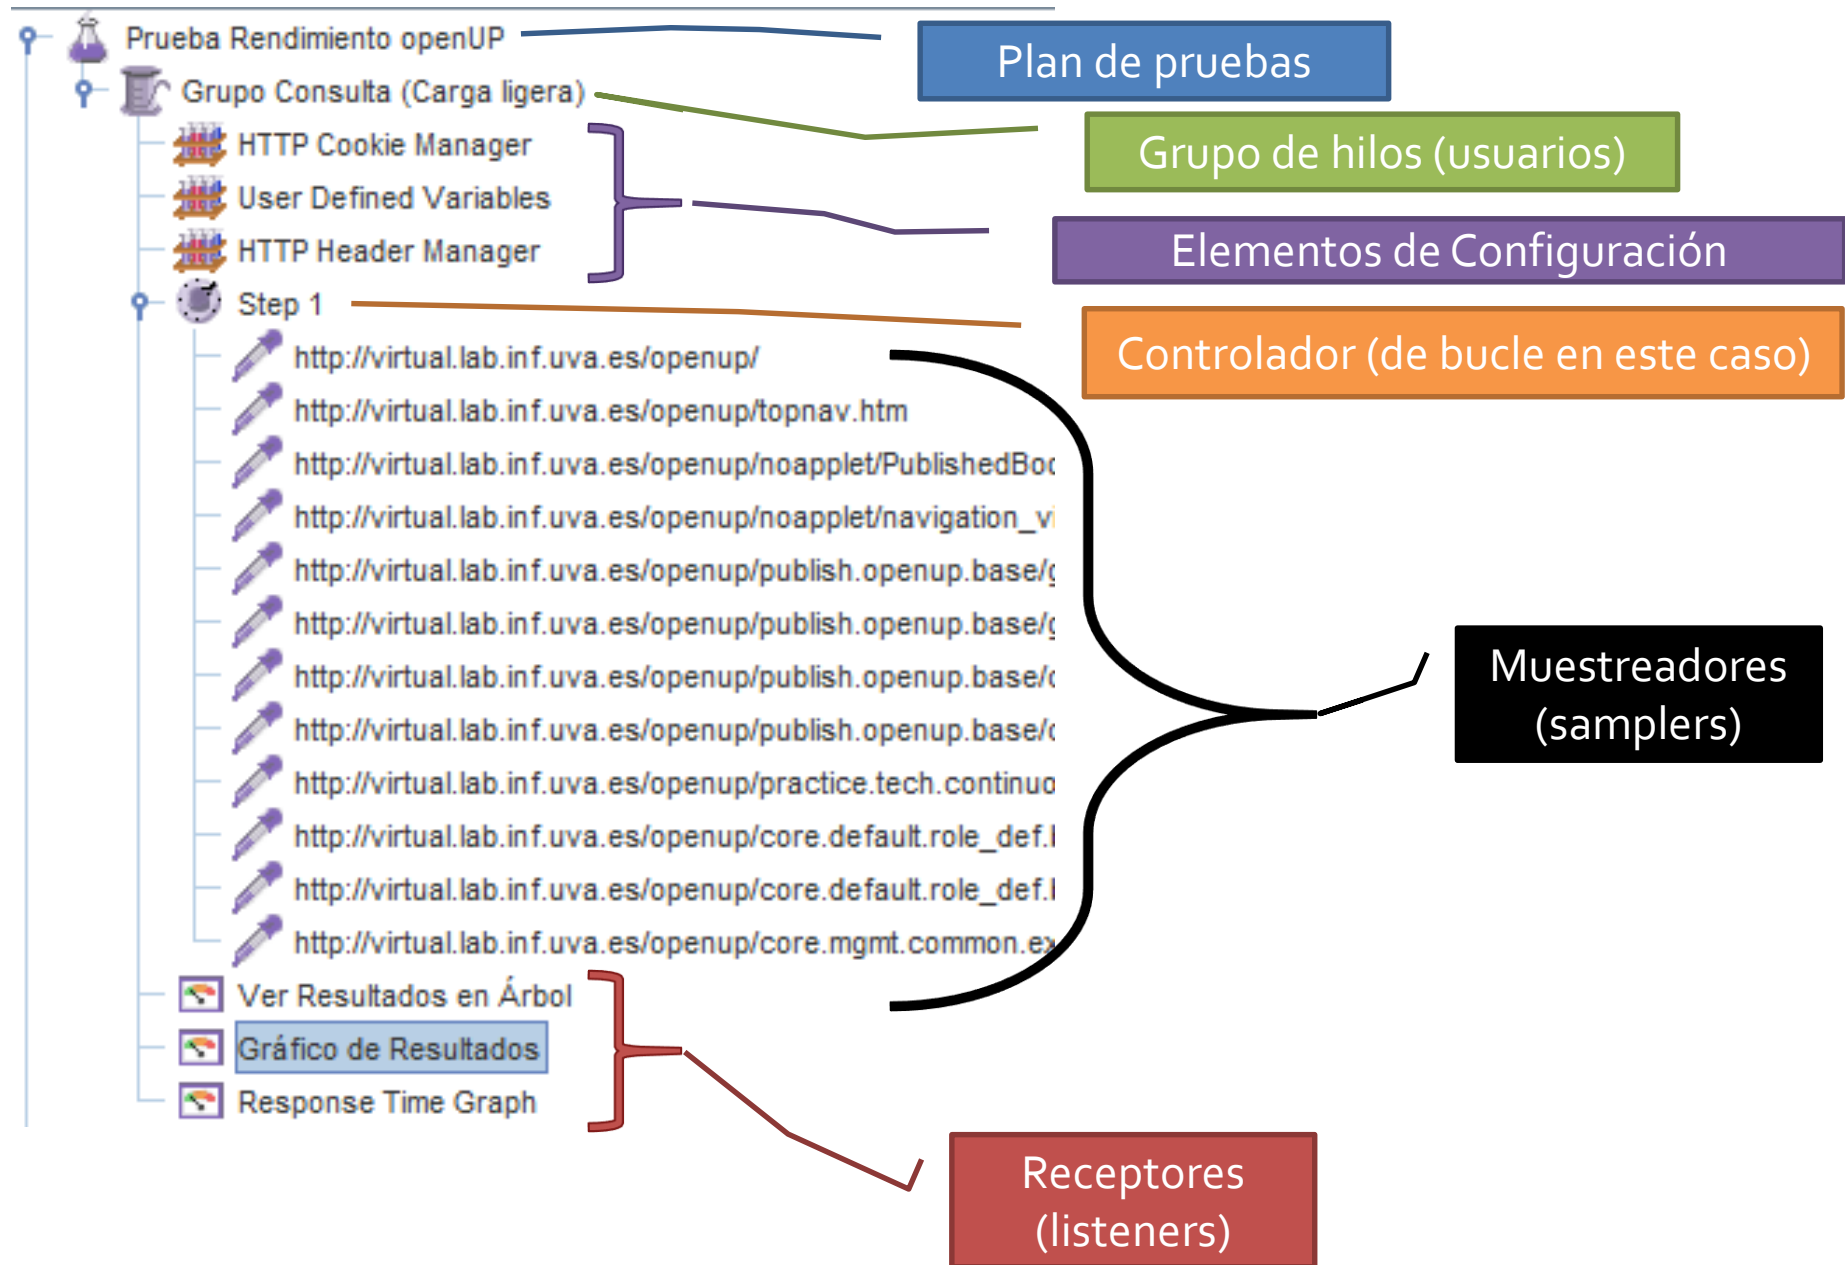 Prueba Rendimiento openUP
Plan de pruebas
Grupo Consulta (Carga ligera)
Grupo de hilos (usuarios)
HTTP Cookie Manager
User Defined Variables
HTTP Header Manager
Elementos de Configuración
Step 1
Controlador (de bucle en este caso)
http://virtual.lab.inf.uva.es/openup/
http://virtual.lab.inf.uva.es/openup/topnav.htm
http://virtual.lab.inf.uva.es/openup/noapplet/PublishedBoo
http://virtual.lab.inf.uva.es/openup/noapplet/navigation_vi
http://virtual.lab.inf.uva.es/openup/publish.openup.base/g
http://virtual.lab.inf.uva.es/openup/publish.openup.base/g
http://virtual.lab.inf.uva.es/openup/publish.openup.base/c
http://virtual.lab.inf.uva.es/openup/publish.openup.base/c
http://virtual.lab.inf.uva.es/openup/practice.tech.continuo
http://virtual.lab.inf.uva.es/openup/core.default.role_def.
http://virtual.lab.inf.uva.es/openup/core.default.role_def.
http://virtual.lab.inf.uva.es/openup/core.mgmt.common.ex
Muestreadores
(samplers)
Ver Resultados en Árbol
Gráfico de Resultados
Response Time Graph
Receptores
(listeners)